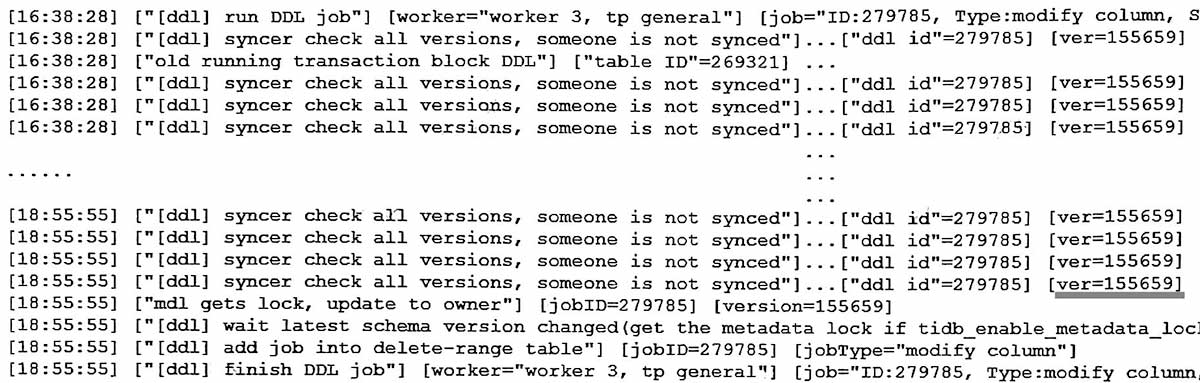 [16:38:28] ["[ddl] run DDL job"] [worker="worker 3, tp general"] [job="ID:279785, Type:modify column, S
[16:38:28] ["[ddl] syncer check all versions, someone is not synced"]...["ddl id"=279785] [ver=155659]
[16:38:28] ["old running transaction block DDL"] ["table ID"=269321] ...
[16:38:28] ["[ddl] syncer check all versions, someone is not synced"]...["ddl id"=279785] [ver=155659]
[16:38:28] ["[ddl] syncer check all versions, someone is not synced"]...["ddl id"=279785] [ver=155659]
[16:38:28] ["[ddl] syncer check all versions, someone is not synced"]...["ddl id"=279785] [ver=155659]
...
...... ...
...
[18:55:55] ["[ddl] syncer check all versions, someone is not synced"]...["ddl id"=279785] [ver=155659]
[18:55:55] ["[ddl] syncer check all versions, someone is not synced"]...["ddl id"=279785] [ver=155659]
[18:55:55] ["[ddl] syncer check all versions, someone is not synced"]...["ddl id"=279785] [ver=155659]
[18:55:55] ["[ddl] syncer check all versions, someone is not synced"]...["ddl id"=279785] [ver=155659]
[18:55:55] ["mdl gets lock, update to owner"] [jobID=279785] [version=155659]
[18:55:55] ["[ddl] wait latest schema version changed(get the metadata lock if tidb_enable_metadata_loc
[18:55:55] ["[ddl] add job into delete-range table"] [jobID=279785] [jobType="modify column"]
[18:55:55] ["[ddl] finish DDL job"] [worker="worker 3, tp general"] [job="ID:279785, Type:modify column,